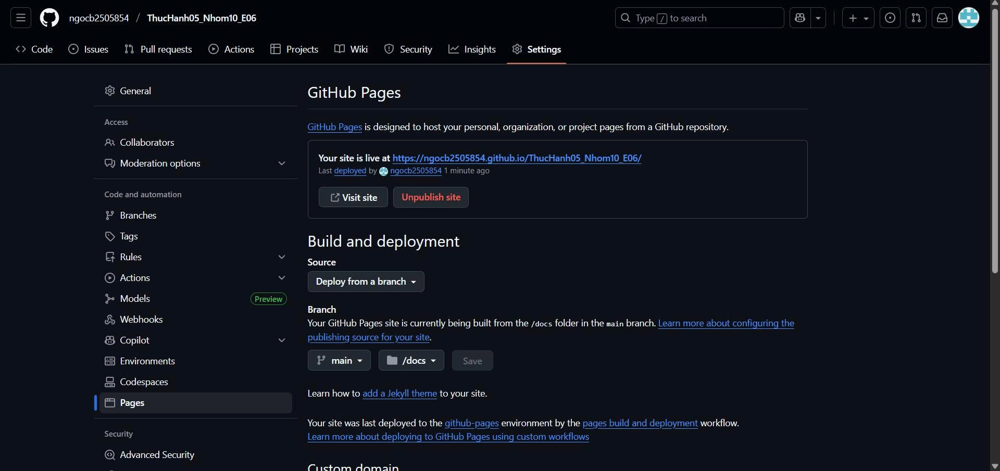 ngocb2505854 / ThucHanh05_Nhom10_E06
Type / to search
Code
Issues
Pull requests
Actions
Projects
Wiki
Security
Insights
Settings
General
Access
Collaborators
Moderation options
Code and automation
Branches
Tags
Rules
Actions
Models Preview
Webhooks
Copilot
Environments
Codespaces
Pages
Security
Advanced Security
GitHub Pages
GitHub Pages is designed to host your personal, organization, or project pages from a GitHub repository.
Your site is live at https://ngocb2505854.github.io/ThucHanh05_Nhom10_E06/
Last deployed by ngocb2505854 1 minute ago
Visit site
Unpublish site
Build and deployment
Source
Deploy from a branch
Branch
Your GitHub Pages site is currently being built from the /docs folder in the main branch. Learn more about configuring the
publishing source for your site.
main
/docs
Save
Learn how to add a Jekyll theme to your site.
Your site was last deployed to the github-pages environment by the pages build and deployment workflow.
Learn more about deploying to GitHub Pages using custom workflows
Custom domain